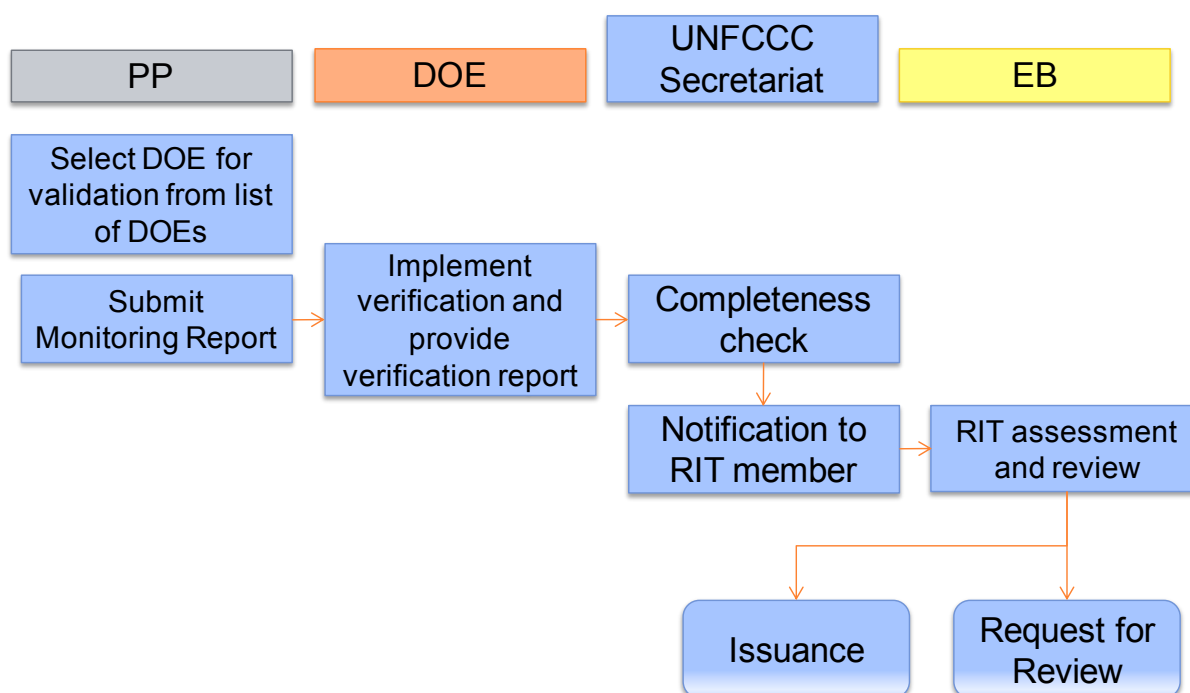 PP
DOE
UNFCCC
Secretariat
EB
Select DOE for
validation from list
of DOEs
Submit
Monitoring Report
Implement
verification and
provide
verification report
Completeness
check
Notification to
RIT member
RIT assessment
and review
Issuance
Request for
Review